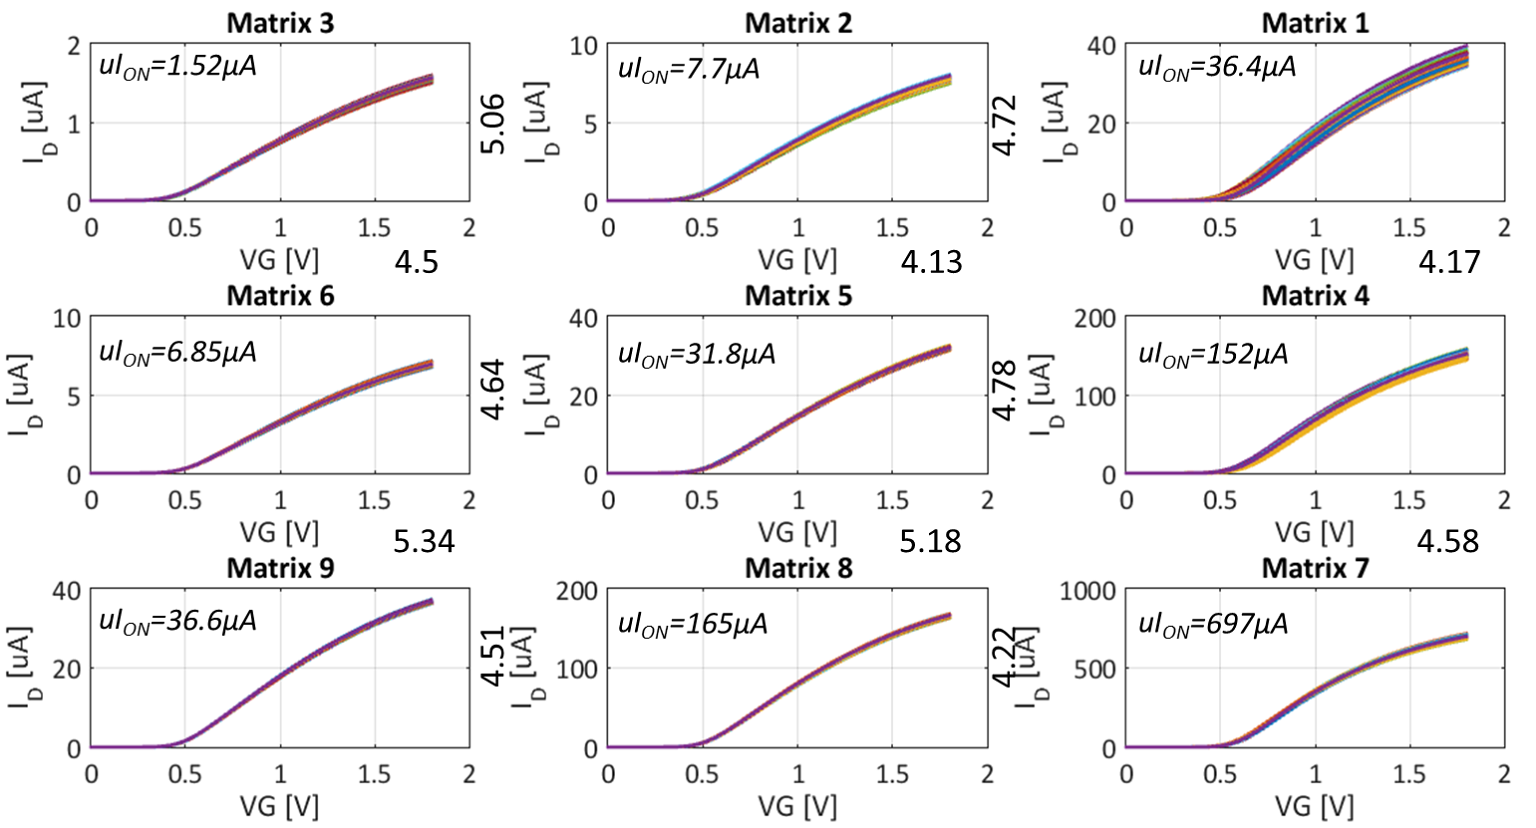 Matrix 3
Matrix 2
Matrix 1
2
1
0
I_D [uA]
uI_ON=1.52µA
0 0.5 1 1.5 2
VG [V]
5.06
10
5
0
I_D [uA]
uI_ON=7.7µA
0 0.5 1 1.5 2
VG [V]
4.72
40
20
0
I_D [uA]
uI_ON=36.4µA
0 0.5 1 1.5 2
VG [V]
4.5
4.13
4.17
Matrix 6
Matrix 5
Matrix 4
10
5
0
I_D [uA]
uI_ON=6.85µA
0 0.5 1 1.5 2
VG [V]
4.64
40
20
0
I_D [uA]
uI_ON=31.8µA
0 0.5 1 1.5 2
VG [V]
4.78
200
100
0
I_D [uA]
uI_ON=152µA
0 0.5 1 1.5 2
VG [V]
5.34
5.18
4.58
Matrix 9
Matrix 8
Matrix 7
40
20
0
I_D [uA]
uI_ON=36.6µA
0 0.5 1 1.5 2
VG [V]
4.51
200
100
0
I_D [uA]
uI_ON=165µA
0 0.5 1 1.5 2
VG [V]
4.22
1000
500
0
I_D [uA]
uI_ON=697µA
0 0.5 1 1.5 2
VG [V]